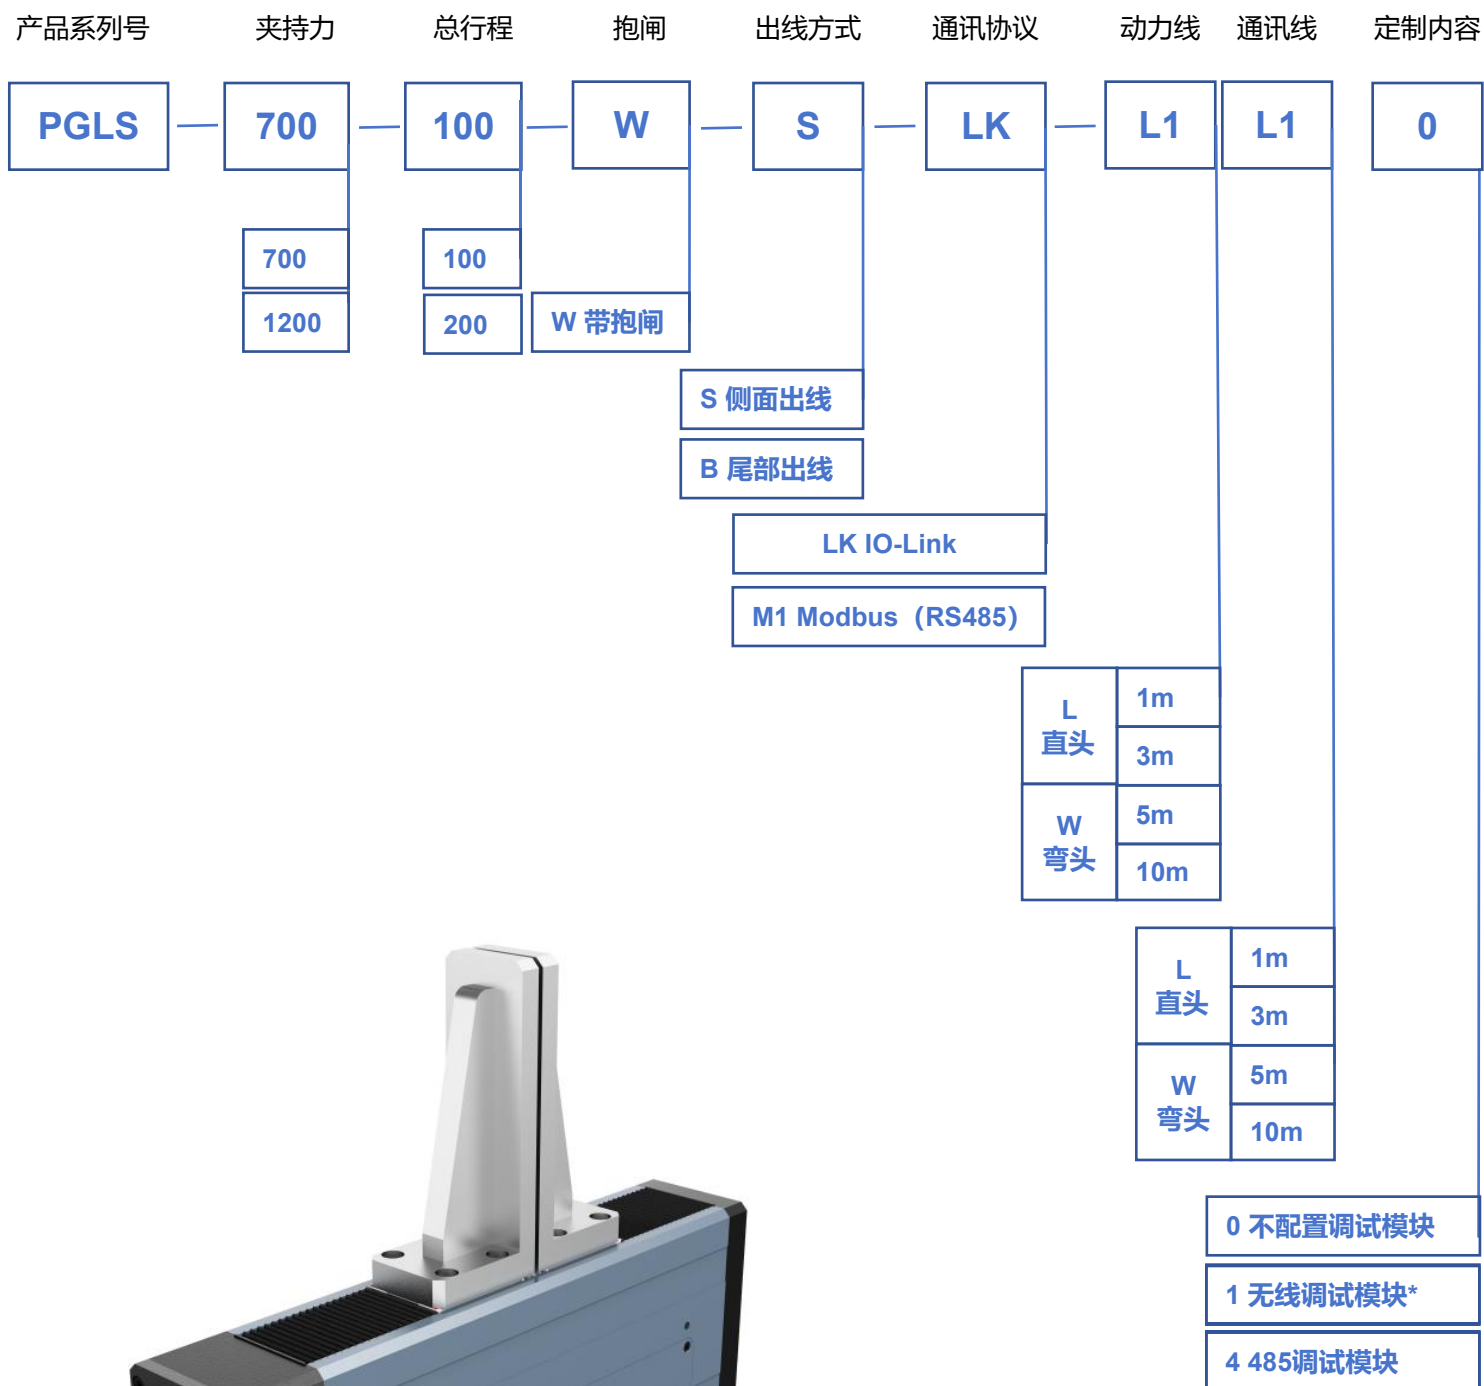 产品系列号 夹持力 总行程 抱闸 出线方式 通讯协议 动力线 通讯线 定制内容
PGLS 700 100 W S LK L1 L1 0
700 100
1200 200 W 带抱闸
S 侧面出线
B 尾部出线
LK IO-Link
M1 Modbus（RS485）
L
直头
1m
3m
W
弯头
5m
10m
L
直头
1m
3m
W
弯头
5m
10m
0 不配置调试模块
1 无线调试模块*
4 485调试模块